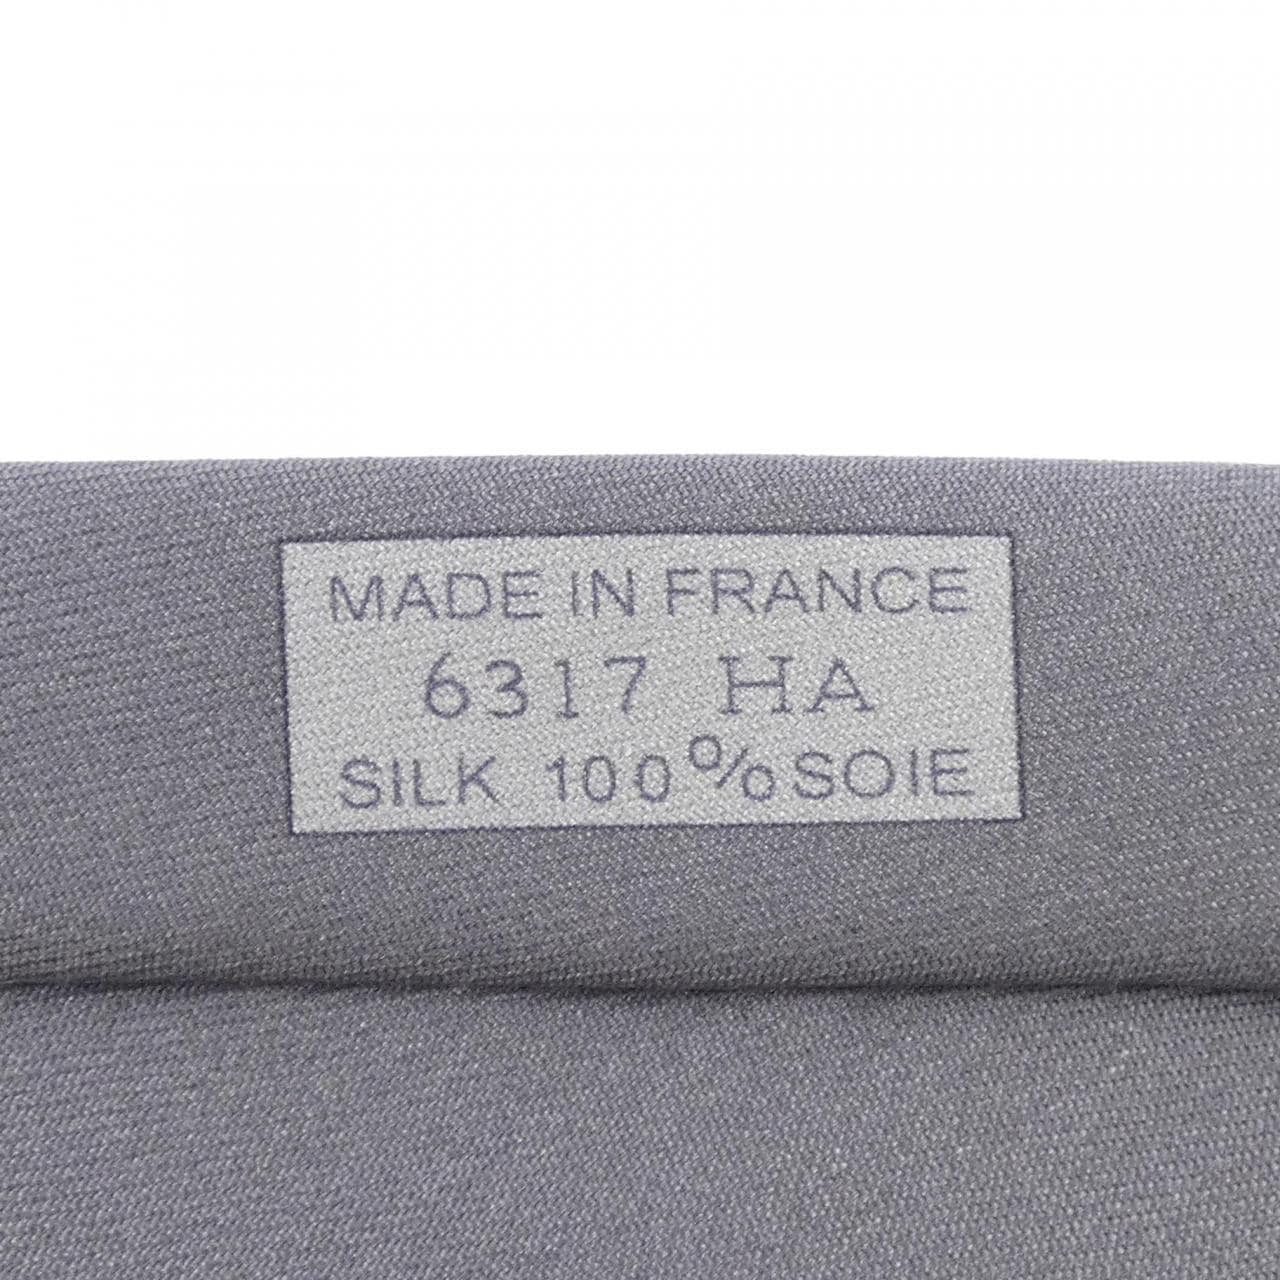 MADE IN FRANCE
6317 HA
SILK 100% SOIE